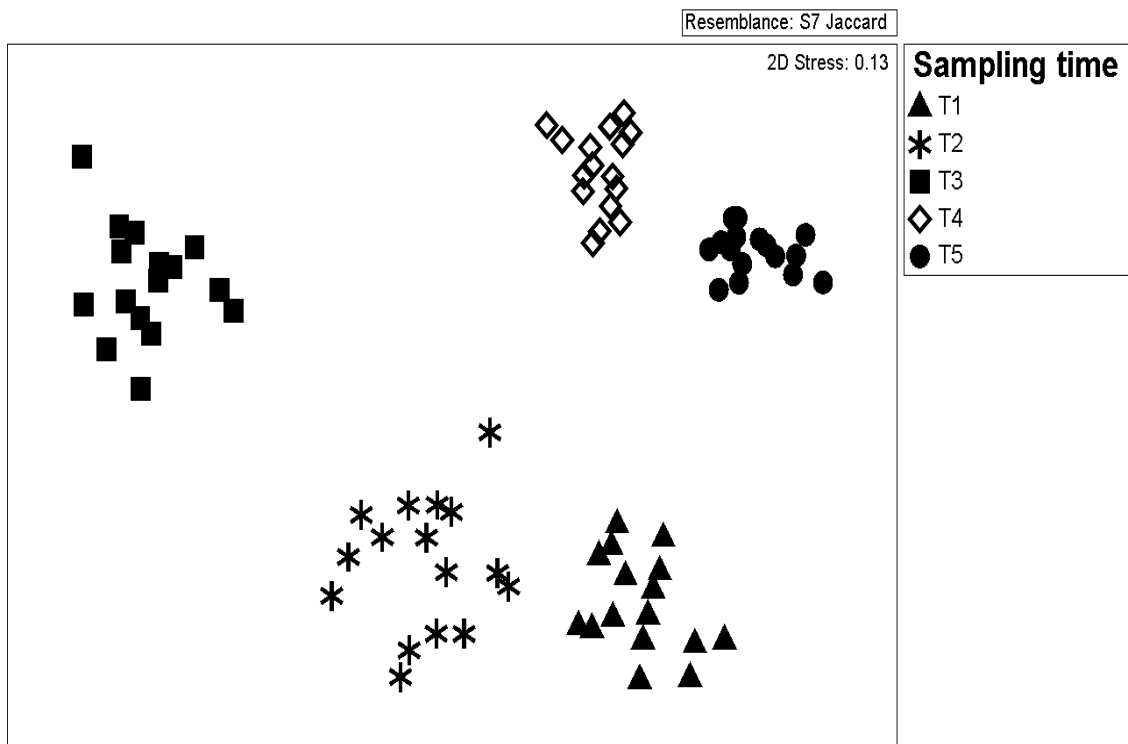 Resemblance: S7 Jaccard
2D Stress: 0.13
Sampling time
T1
T2
T3
T4
T5